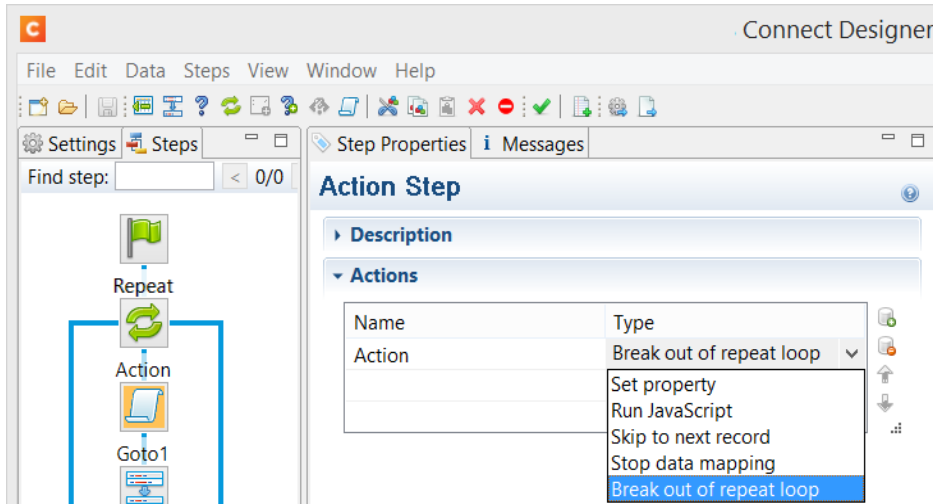 C
Connect Designer
File Edit Data Steps View Window Help
Settings Steps
Find step: < 0/0
Repeat
Action
Goto1
Step Properties i Messages
Action Step
Description
Actions
Name Type
Action Break out of repeat loop
Set property
Run JavaScript
Skip to next record
Stop data mapping
Break out of repeat loop